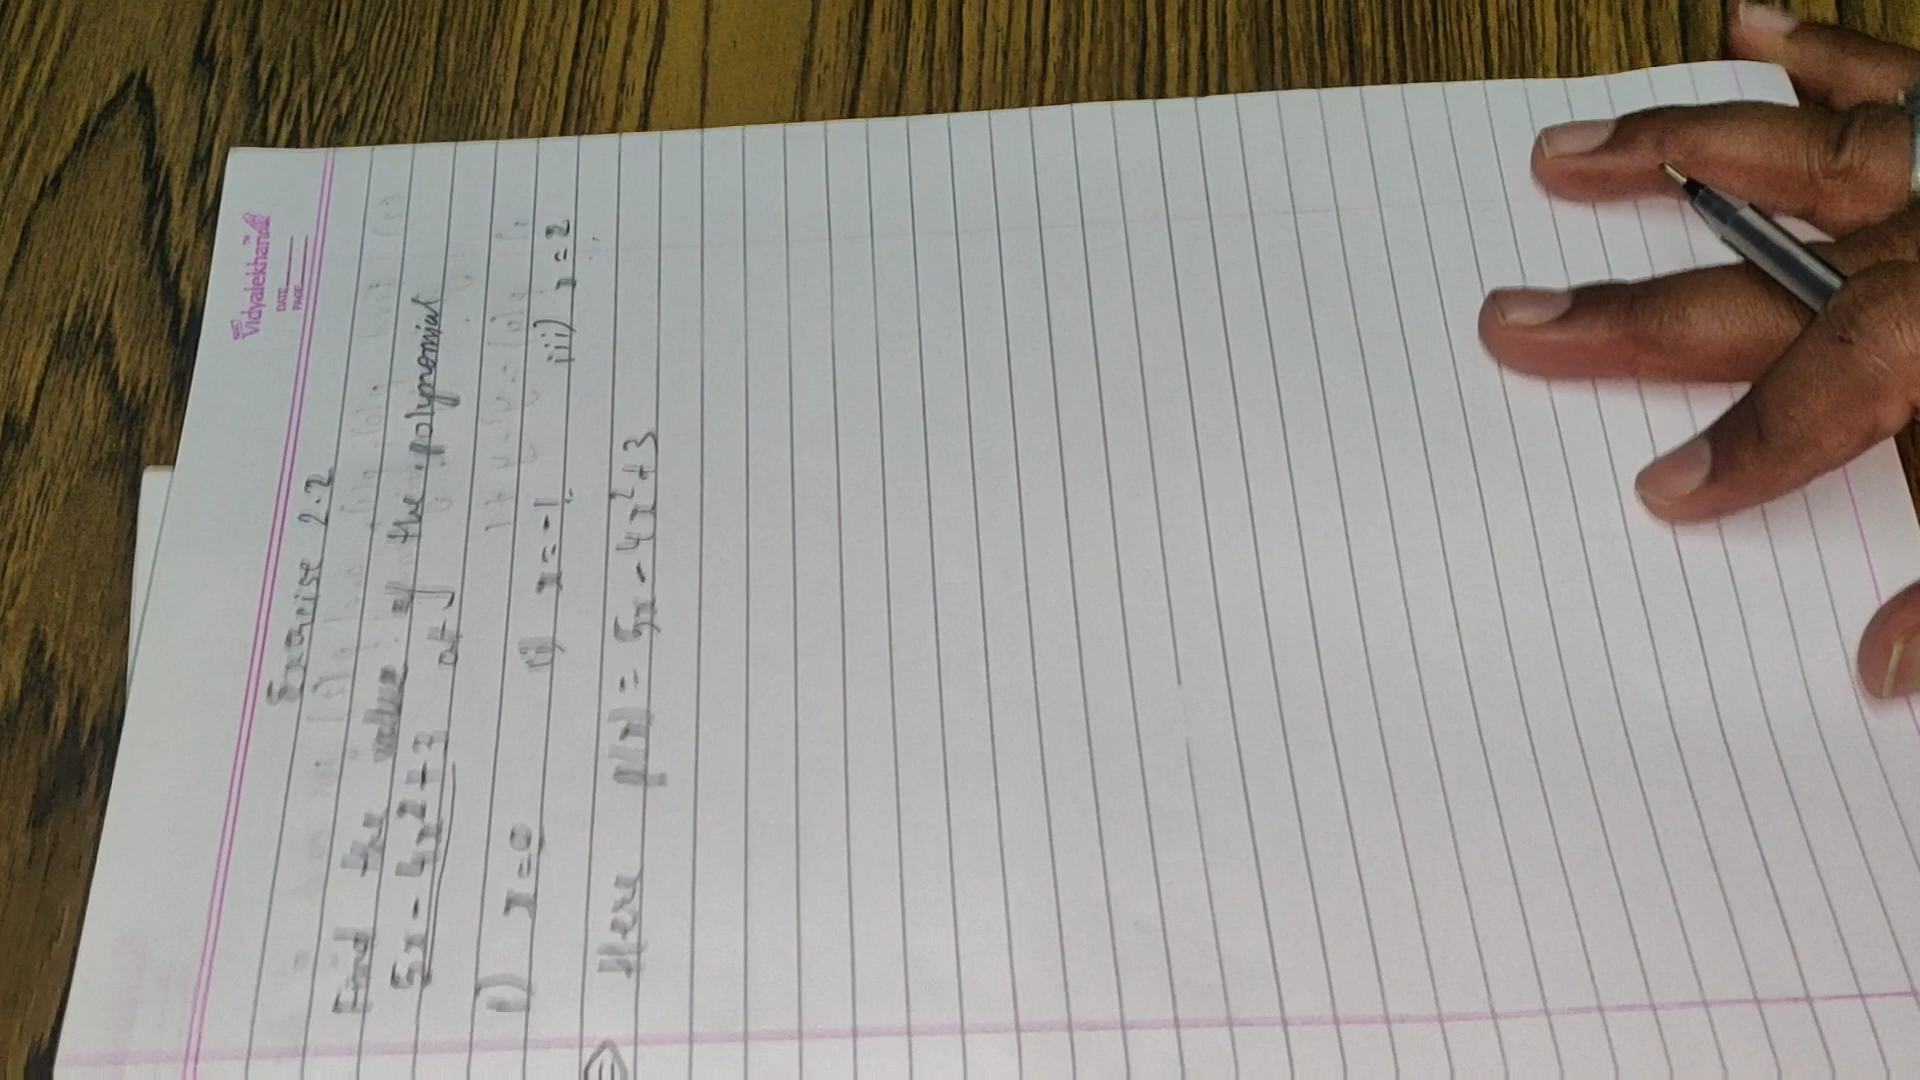 Vidyalekhan™
DATE
PAGE
Exercise 2.2
Find the value of the polynomial
5x - 4x² + 3 at
i) x = 0 ii) x = -1 iii) x = 2
⇒ Here p(x) = 5x - 4x² + 3